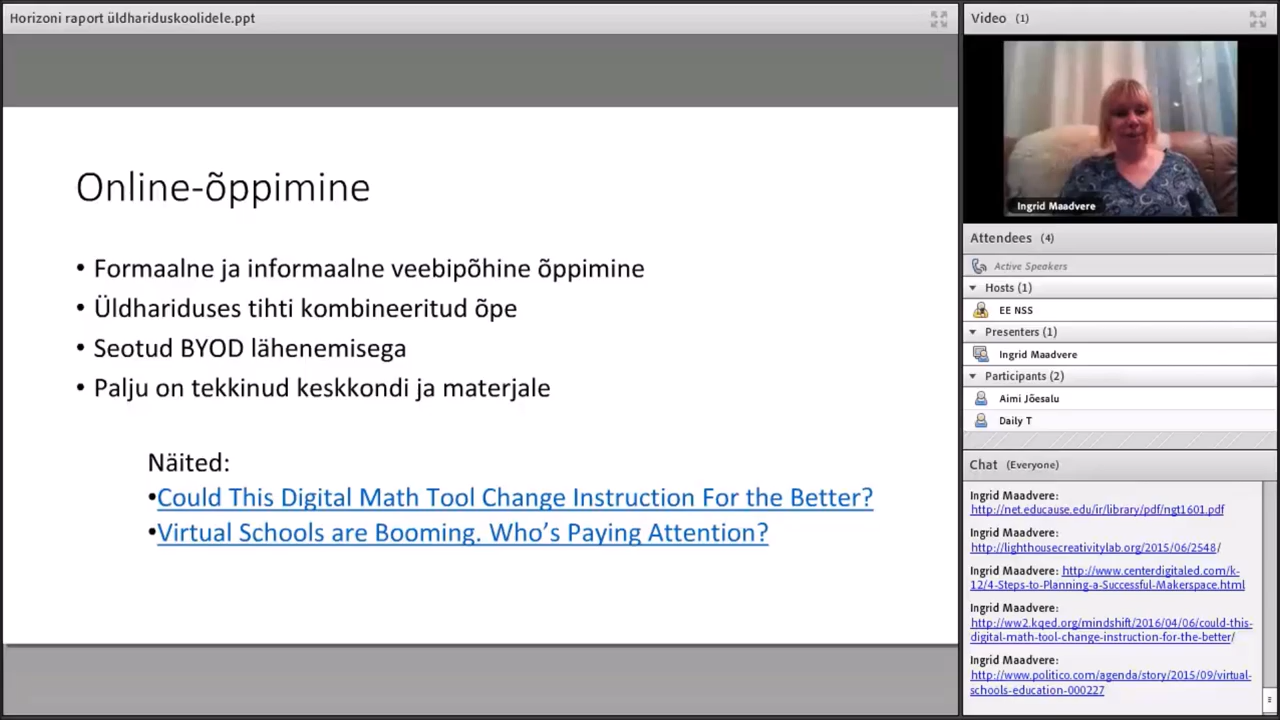 Horizoni raport üldhariduskoolidele.ppt
Online-õppimine
• Formaalne ja informaalne veebipõhine õppimine
• Üldhariduses tihti kombineeritud õpe
• Seotud BYOD lähenemisega
• Palju on tekkinud keskkondi ja materjale
Näited:
•Could This Digital Math Tool Change Instruction For the Better?
•Virtual Schools are Booming. Who's Paying Attention?
Video (1)
Ingrid Maadvere
Attendees (4)
Active Speakers
Hosts (1)
EE NSS
Presenters (1)
Ingrid Maadvere
Participants (2)
Aimi Jõesalu
Daily T
Chat (Everyone)
Ingrid Maadvere:
http://net.educause.edu/ir/library/pdf/ngt1601.pdf
Ingrid Maadvere:
http://lighthousecreativitylab.org/2015/06/2548/
Ingrid Maadvere: http://www.centerdigitaled.com/k-
12/4-Steps-to-Planning-a-Successful-Makerspace.html
Ingrid Maadvere:
http://ww2.kqed.org/mindshift/2016/04/06/could-this-
digital-math-tool-change-instruction-for-the-better/
Ingrid Maadvere:
http://www.politico.com/agenda/story/2015/09/virtual-
schools-education-000227